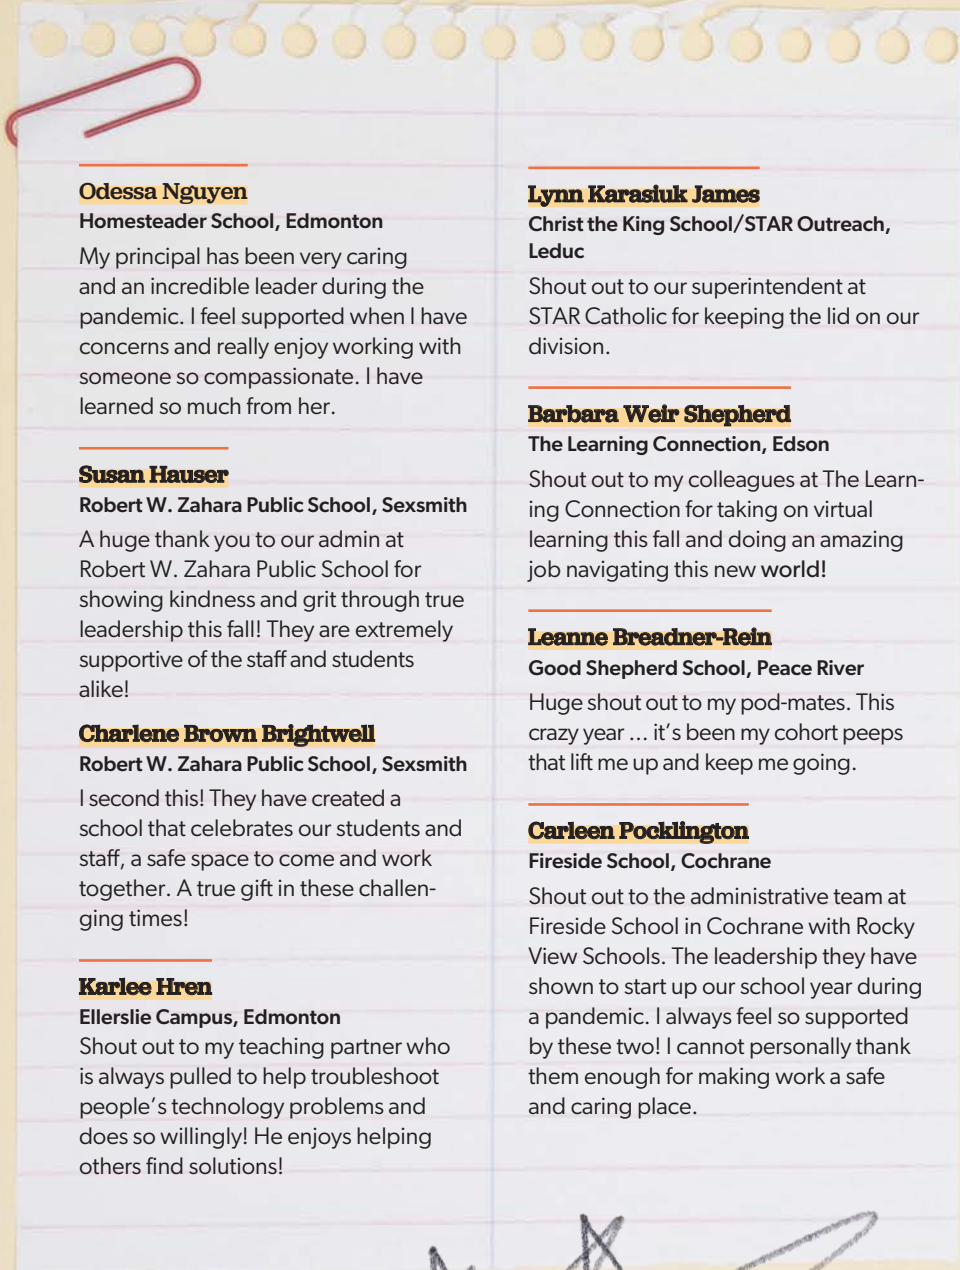 Odessa Nguyen
Homesteader School, Edmonton
My principal has been very caring
and an incredible leader during the
pandemic. I feel supported when I have
concerns and really enjoy working with
someone so compassionate. I have
learned so much from her.
Susan Hauser
Robert W. Zahara Public School, Sexsmith
A huge thank you to our admin at
Robert W. Zahara Public School for
showing kindness and grit through true
leadership this fall! They are extremely
supportive of the staff and students
alike!
Charlene Brown Brightwell
Robert W. Zahara Public School, Sexsmith
I second this! They have created a
school that celebrates our students and
staff, a safe space to come and work
together. A true gift in these challen-
ging times!
Karlee Hren
Ellerslie Campus, Edmonton
Shout out to my teaching partner who
is always pulled to help troubleshoot
people's technology problems and
does so willingly! He enjoys helping
others find solutions!
Lynn Karasiuk James
Christ the King School/STAR Outreach,
Leduc
Shout out to our superintendent at
STAR Catholic for keeping the lid on our
division.
Barbara Weir Shepherd
The Learning Connection, Edson
Shout out to my colleagues at The Learn-
ing Connection for taking on virtual
learning this fall and doing an amazing
job navigating this new world!
Leanne Breadner-Rein
Good Shepherd School, Peace River
Huge shout out to my pod-mates. This
crazy year … it's been my cohort peeps
that lift me up and keep me going.
Carleen Pocklington
Fireside School, Cochrane
Shout out to the administrative team at
Fireside School in Cochrane with Rocky
View Schools. The leadership they have
shown to start up our school year during
a pandemic. I always feel so supported
by these two! I cannot personally thank
them enough for making work a safe
and caring place.